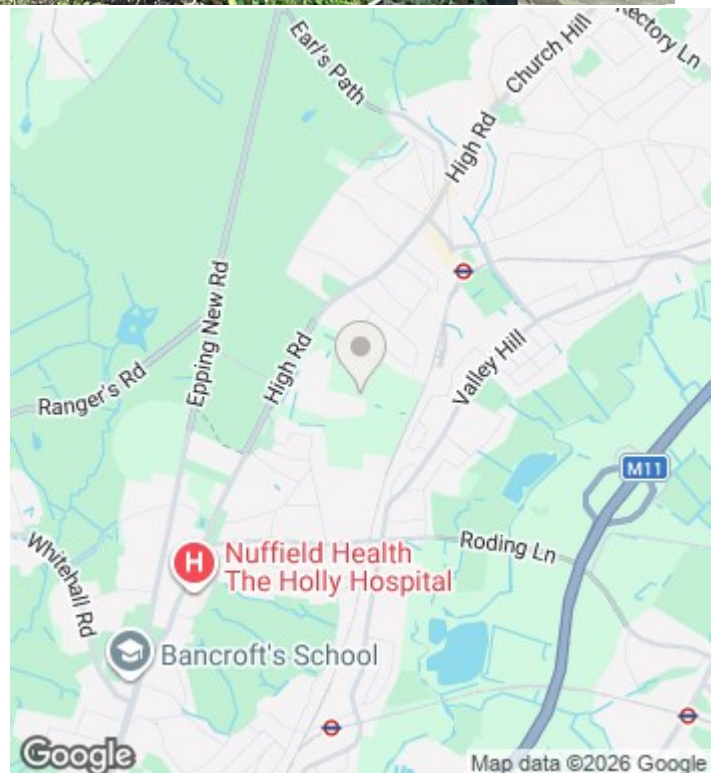 Rectory Ln
Church Hill
Earl's Path
High Rd
Epping New Rd
High Rd
Ranger's Rd
Valley Hill
M11
Whitehall Rd
H
Nuffield Health
The Holly Hospital
Roding Ln
Bancroft's School
Google
Map data ©2026 Google